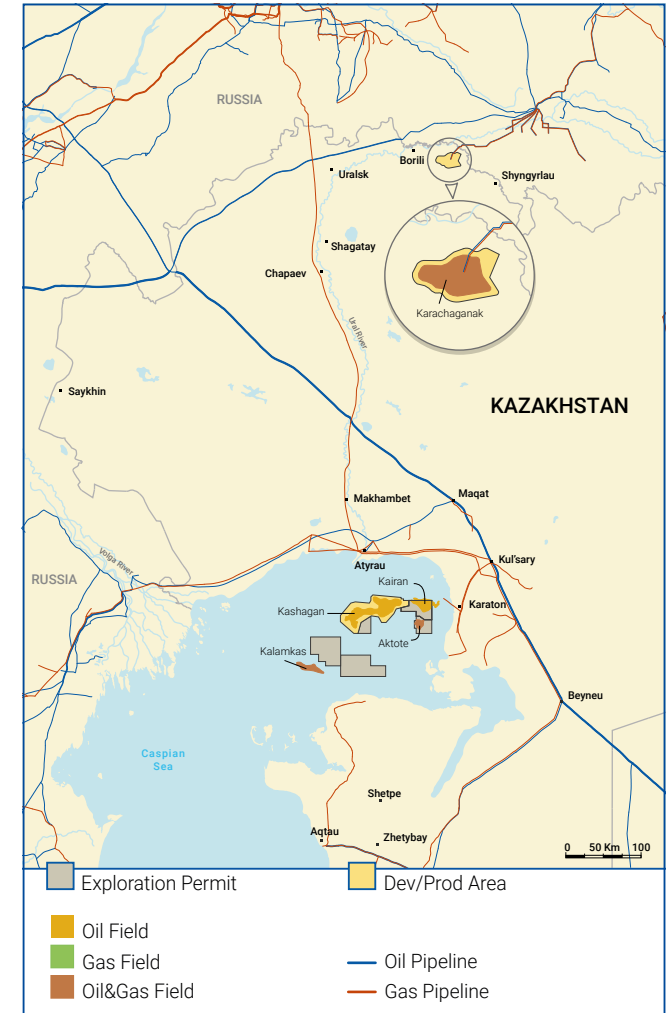 RUSSIA
Borili
Uralsk
Shyngyrlau
Shagatay
Chapaev
Karachaganak
Ural River
Saykhin
KAZAKHSTAN
Makhambet
Maqat
Volga River
Atyrau
Kul'sary
RUSSIA
Kairan
Kashagan
Karaton
Aktote
Kalamkas
Beyneu
Caspian
Sea
Shetpe
Aqtau
Zhetybay
0 50 Km 100
Exploration Permit
Dev/Prod Area
Oil Field
Gas Field
Oil Pipeline
Oil&Gas Field
Gas Pipeline